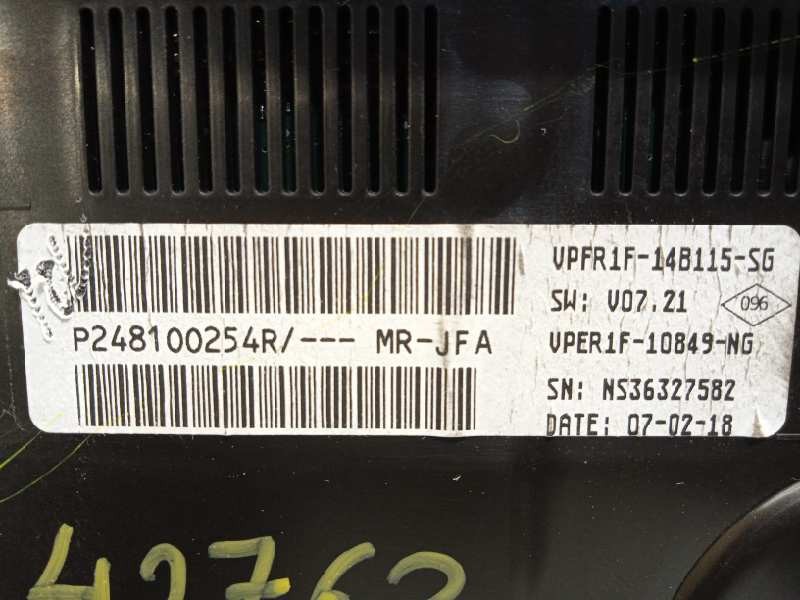 VPFR1F-14B115-SG
SW: V07.21
096
P248100254R/--- MR-JFA
VPER1F-10849-NG
SN: NS36327582
DATE: 07-02-18
42762